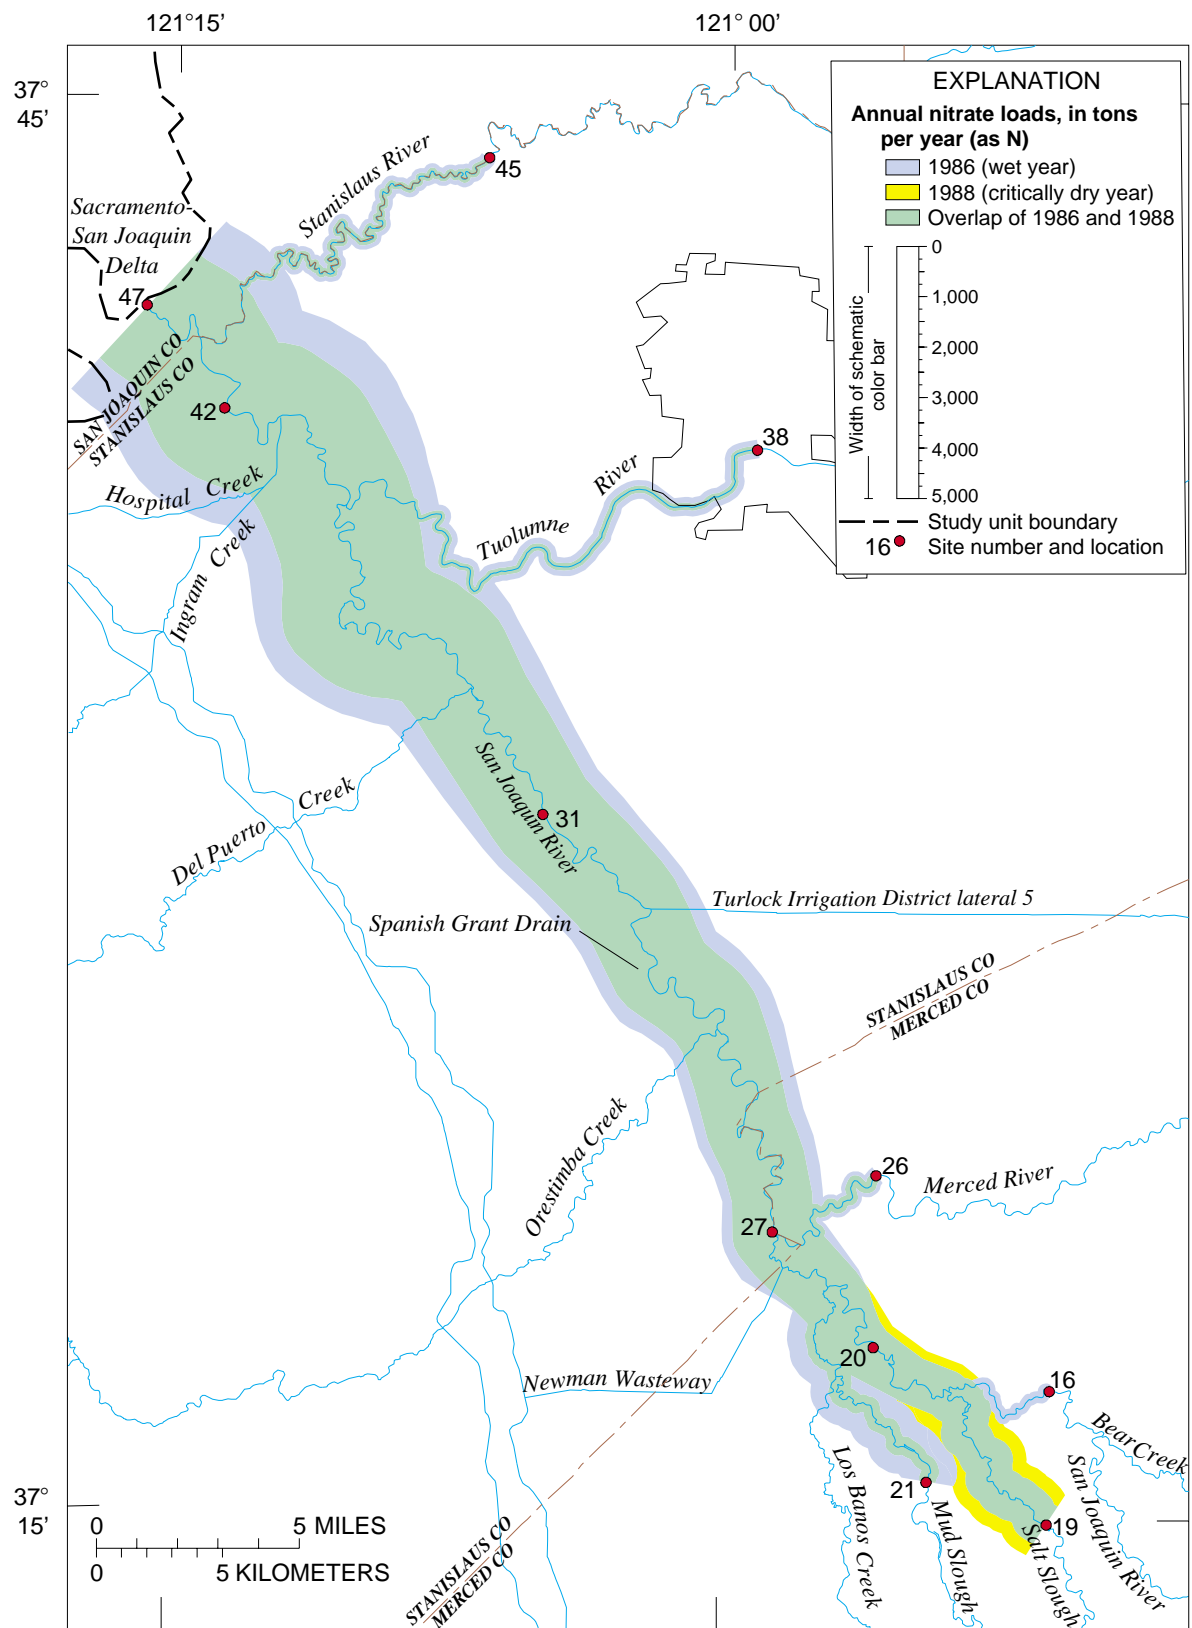 121°15’
121°00’
37°
45’
EXPLANATION
Annual nitrate loads, in tons
per year (as N)
1986 (wet year)
1988 (critically dry year)
Overlap of 1986 and 1988
Width of schematic
color bar
0
1,000
2,000
3,000
4,000
5,000
Study unit boundary
16
Site number and location
Stanislaus River
45
Sacramento-
San Joaquin
Delta
47
SAN JOAQUIN CO
STANISLAUS CO
42
38
Hospital Creek
Tuolumne River
Ingram Creek
San Joaquin River
31
Del Puerto Creek
Turlock Irrigation District lateral 5
Spanish Grant Drain
STANISLAUS CO
MERCED CO
Orestimba Creek
26
Merced River
27
20
Newman Wasteway
16
Bear Creek
Los Banos Creek
21
Mud Slough
19
Salt Slough
San Joaquin River
37°
15’
0
5 MILES
0
5 KILOMETERS
STANISLAUS CO
MERCED CO